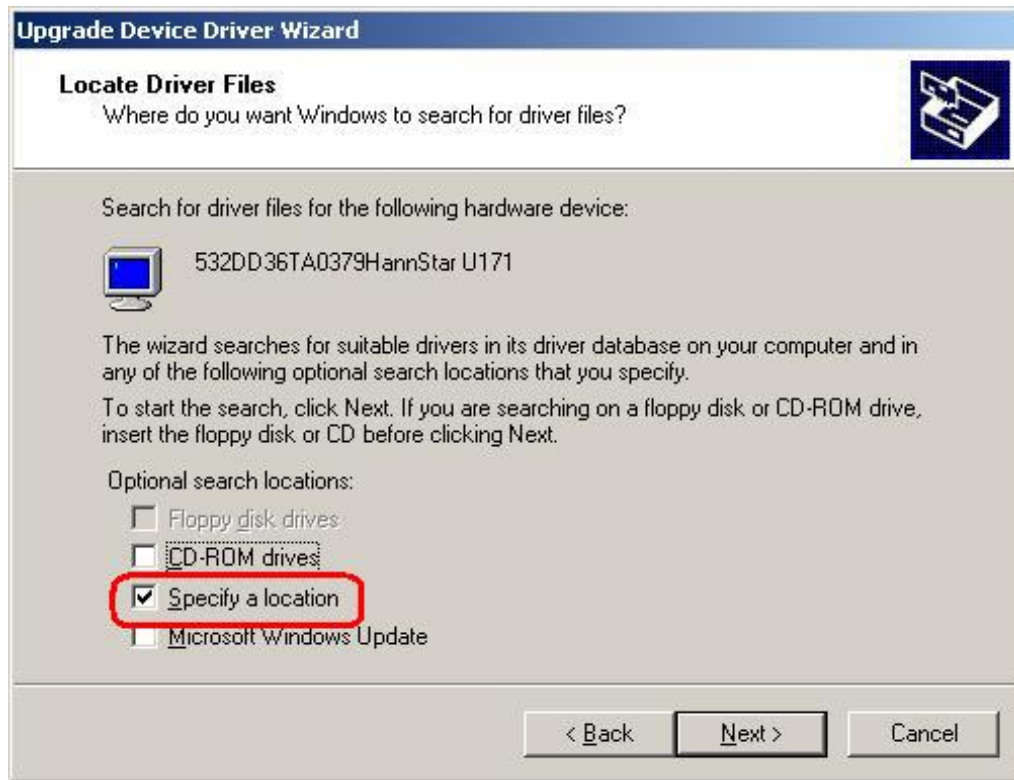 Upgrade Device Driver Wizard
Locate Driver Files
Where do you want Windows to search for driver files?
Search for driver files for the following hardware device:
532DD36TA0379HannStar U171
The wizard searches for suitable drivers in its driver database on your computer and in
any of the following optional search locations that you specify.
To start the search, click Next. If you are searching on a floppy disk or CD-ROM drive,
insert the floppy disk or CD before clicking Next.
Optional search locations:
Floppy disk drives
CD-ROM drives
Specify a location
Microsoft Windows Update
< Back
Next >
Cancel